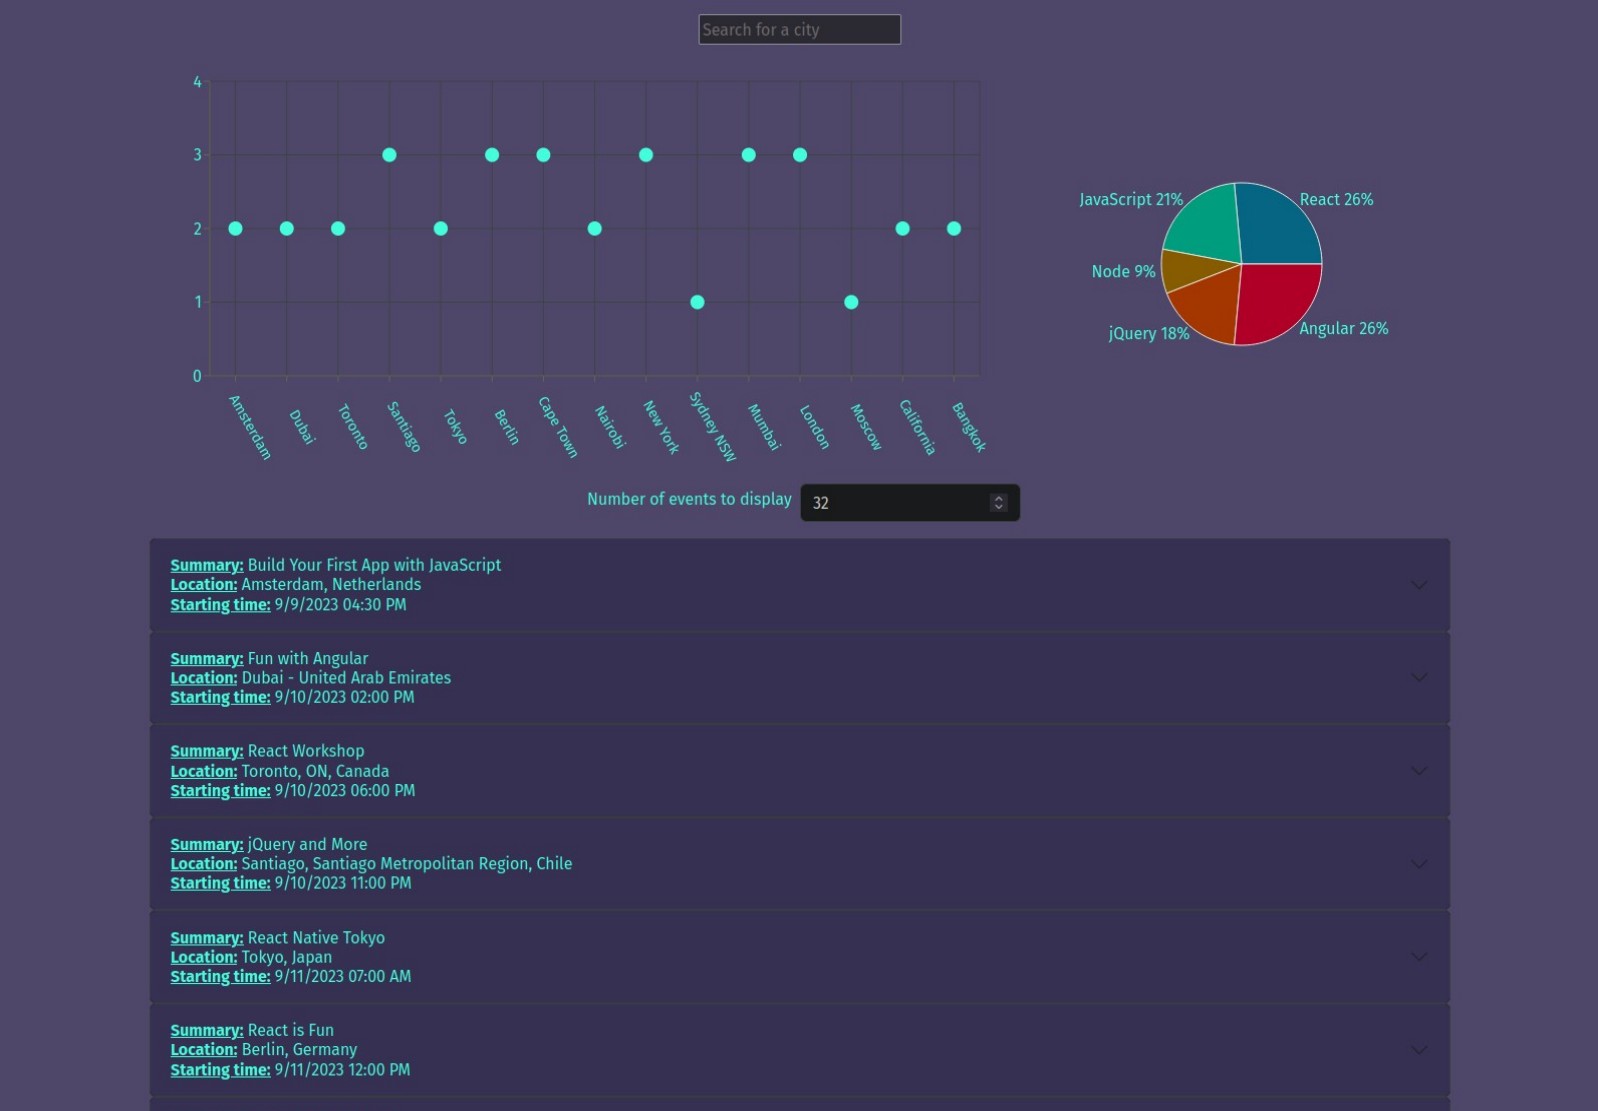 Search for a city
4
3
2
1
0
Amsterdam
Dubai
Toronto
Santiago
Tokyo
Berlin
Cape Town
Nairobi
New York
Sydney NSW
Mumbai
London
Moscow
California
Bangkok
JavaScript 21%
React 26%
Node 9%
jQuery 18%
Angular 26%
Number of events to display 32
Summary: Build Your First App with JavaScript
Location: Amsterdam, Netherlands
Starting time: 9/9/2023 04:30 PM
Summary: Fun with Angular
Location: Dubai - United Arab Emirates
Starting time: 9/10/2023 02:00 PM
Summary: React Workshop
Location: Toronto, ON, Canada
Starting time: 9/10/2023 06:00 PM
Summary: jQuery and More
Location: Santiago, Santiago Metropolitan Region, Chile
Starting time: 9/10/2023 11:00 PM
Summary: React Native Tokyo
Location: Tokyo, Japan
Starting time: 9/11/2023 07:00 AM
Summary: React is Fun
Location: Berlin, Germany
Starting time: 9/11/2023 12:00 PM